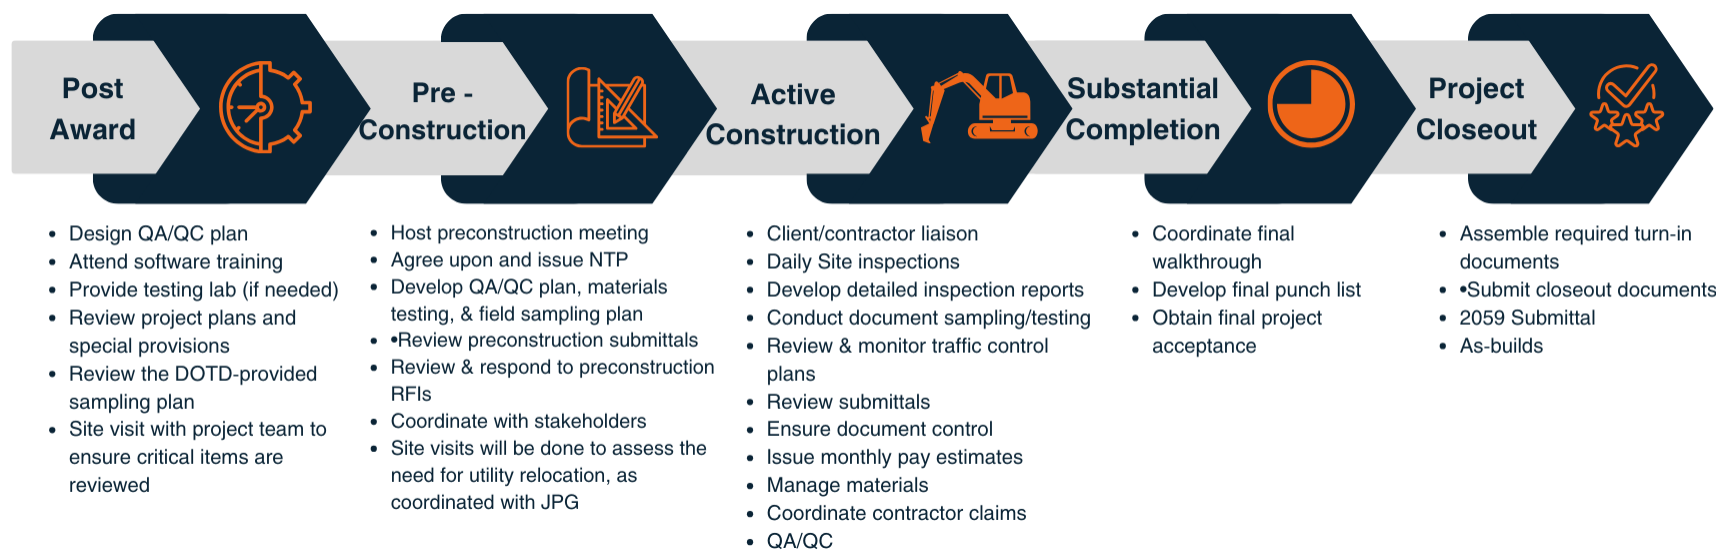 Post
Award
Pre -
Construction
Active
Construction
Substantial
Completion
Project
Closeout
• Design QA/QC plan
• Attend software training
• Provide testing lab (if needed)
• Review project plans and
special provisions
• Review the DOTD-provided
sampling plan
• Site visit with project team to
ensure critical items are
reviewed
• Host preconstruction meeting
• Agree upon and issue NTP
• Develop QA/QC plan, materials
testing, & field sampling plan
• •Review preconstruction submittals
• Review & respond to preconstruction
RFIs
• Coordinate with stakeholders
• Site visits will be done to assess the
need for utility relocation, as
coordinated with JPG
• Client/contractor liaison
• Daily Site inspections
• Develop detailed inspection reports
• Conduct document sampling/testing
• Review & monitor traffic control
plans
• Review submittals
• Ensure document control
• Issue monthly pay estimates
• Manage materials
• Coordinate contractor claims
• QA/QC
• Coordinate final
walkthrough
• Develop final punch list
• Obtain final project
acceptance
• Assemble required turn-in
documents
• •Submit closeout documents
• 2059 Submittal
• As-builds